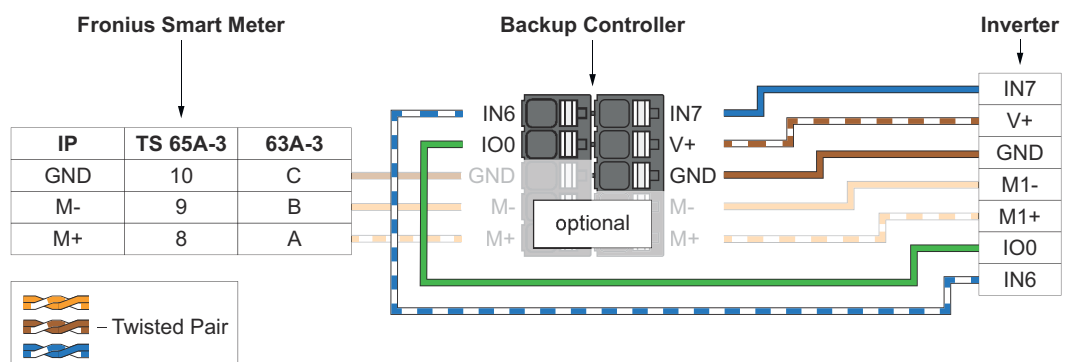 Fronius Smart Meter Backup Controller Inverter
IN6 IN7 IN7
IP TS 65A-3 63A-3 IO0 V+ V+
GND 10 C GND GND GND
M- 9 B M- optional M- M1-
M+ 8 A M+ M+ M1+
IO0
IN6
– Twisted Pair